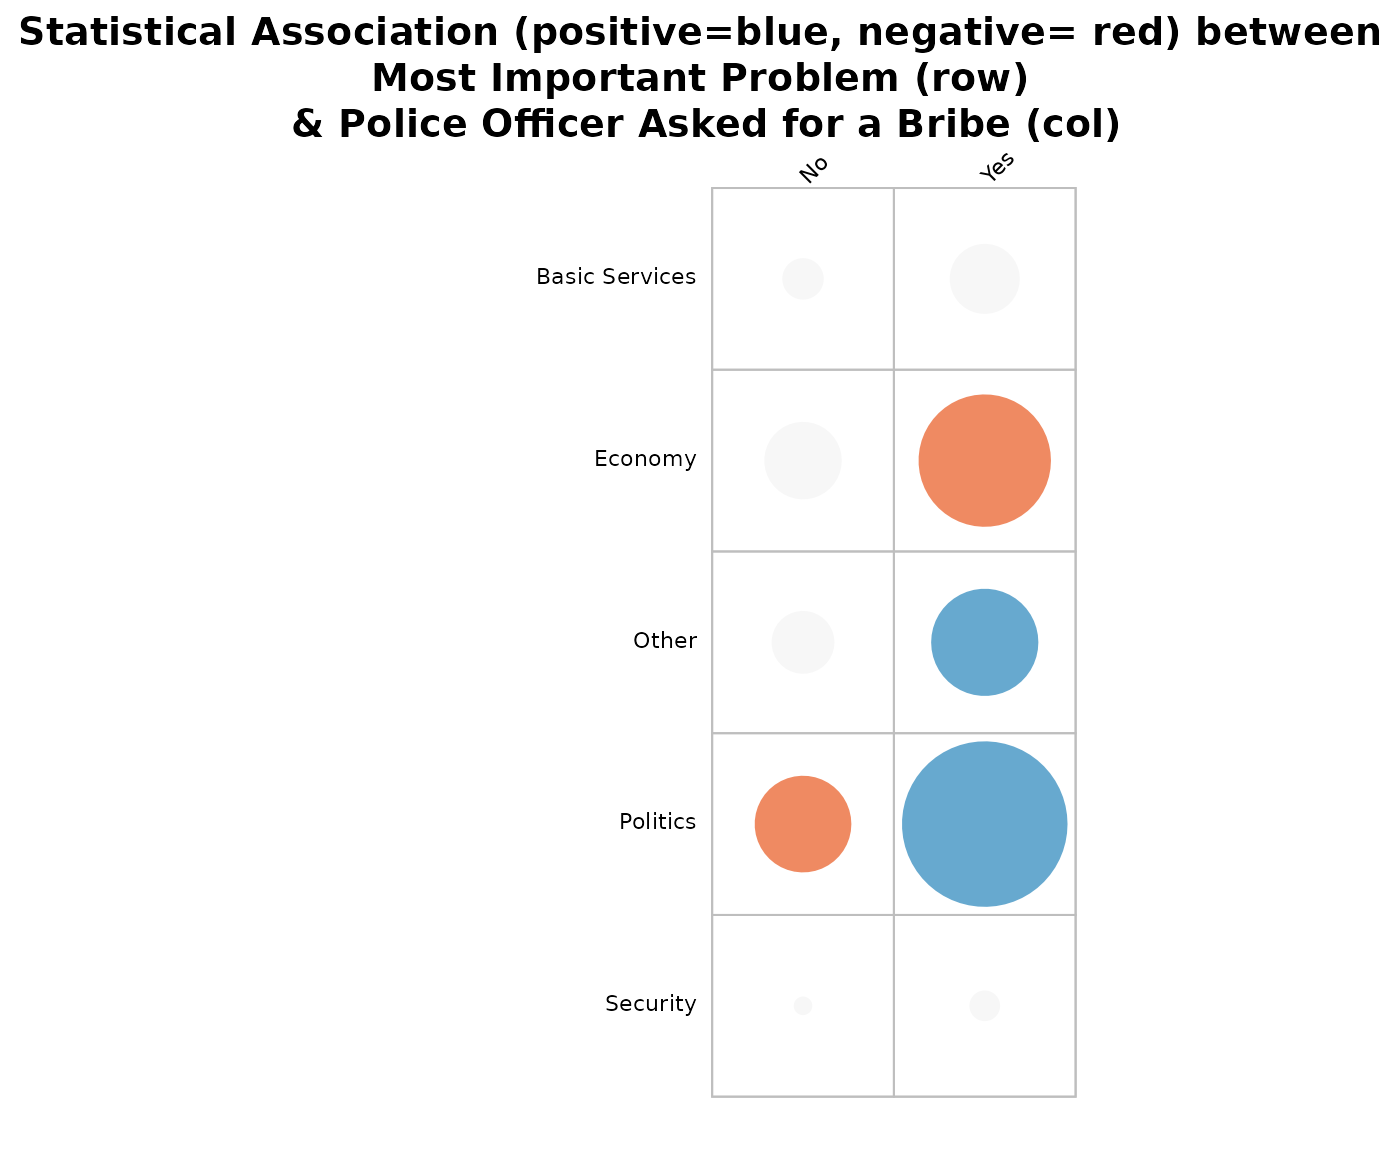 Statistical Association (positive=blue, negative= red) between
Most Important Problem (row)
& Police Officer Asked for a Bribe (col)
No
Yes
Basic Services
Economy
Other
Politics
Security